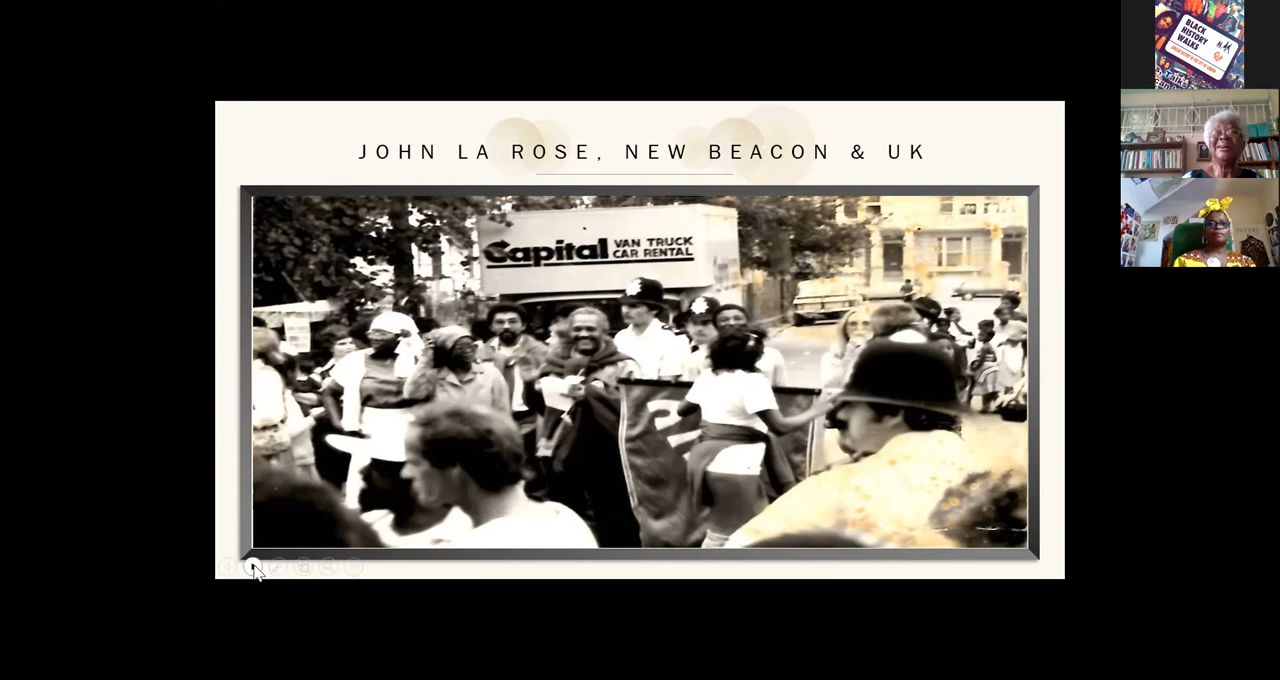 JOHN LA ROSE, NEW BEACON & UK
Capital VAN TRUCK
CAR RENTAL
BLACK
HISTORY
WALKS